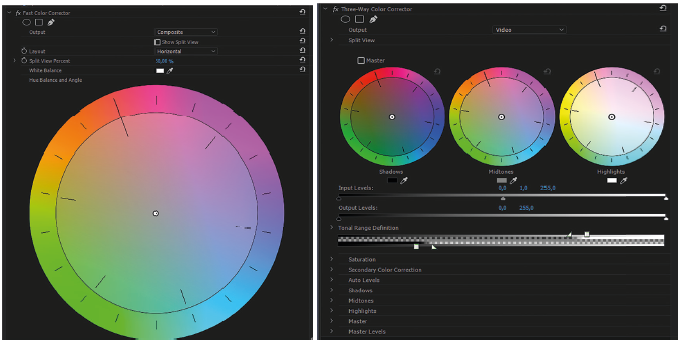 fx Fast Color Corrector
Output
Composite
Show Split View
Layout
Horizontal
Split View Percent
White Balance
Hue Balance and Angle
fx Three-Way Color Corrector
Output
Video
Split View
Master
Shadows
Midtones
Highlights
Input Levels:
0,0
1,0
255,0
Output Levels:
0,0
255,0
Tonal Range Definition
Saturation
Secondary Color Correction
Auto Levels
Shadows
Midtones
Highlights
Master
Master Levels